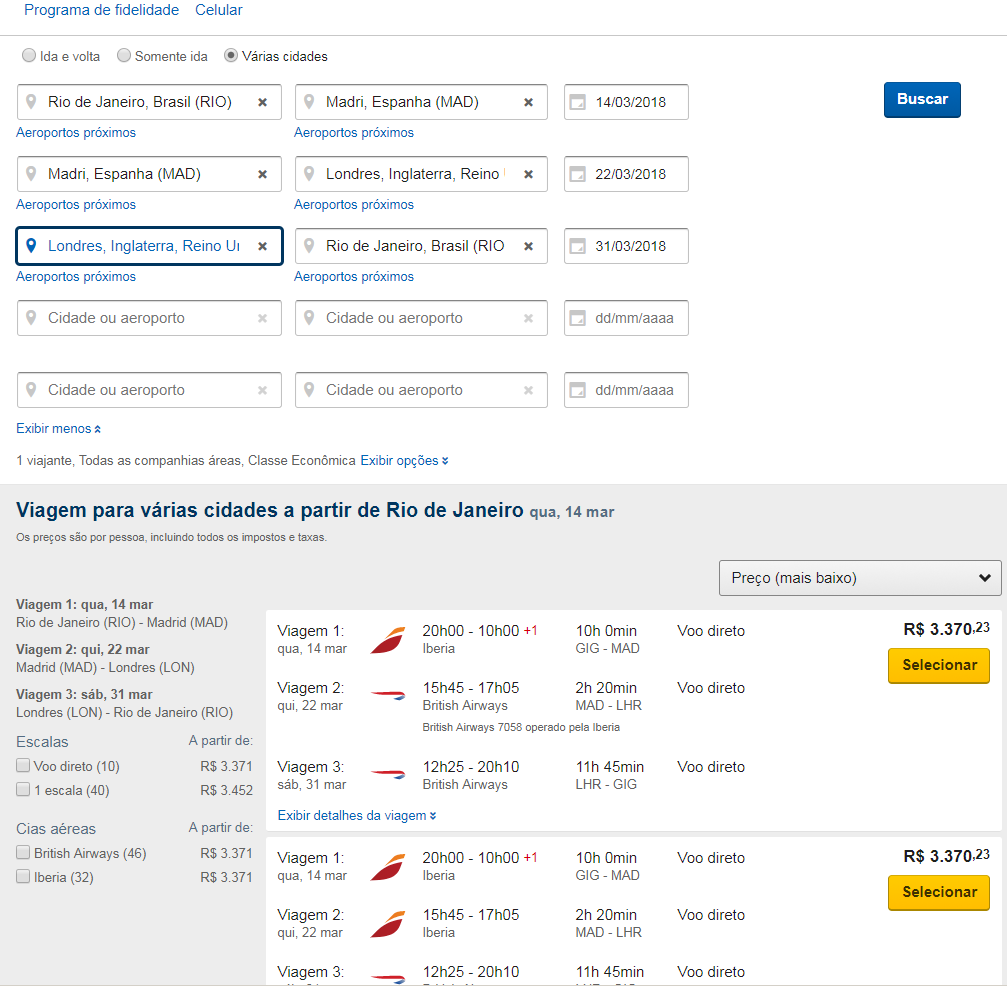 Programa de fidelidade Celular
Ida e volta Somente ida Várias cidades
Rio de Janeiro, Brasil (RIO) × Madri, Espanha (MAD) × 14/03/2018 Buscar
Aeroportos próximos Aeroportos próximos
Madri, Espanha (MAD) × Londres, Inglaterra, Reino × 22/03/2018
Aeroportos próximos Aeroportos próximos
Londres, Inglaterra, Reino × Rio de Janeiro, Brasil (RIO × 31/03/2018
Aeroportos próximos Aeroportos próximos
Cidade ou aeroporto × Cidade ou aeroporto × dd/mm/aaaa
Cidade ou aeroporto × Cidade ou aeroporto × dd/mm/aaaa
Exibir menos
1 viajante, Todas as companhias áreas, Classe Econômica Exibir opções
Viagem para várias cidades a partir de Rio de Janeiro qua, 14 mar
Os preços são por pessoa, incluindo todos os impostos e taxas.
Preço (mais baixo)
Viagem 1: qua, 14 mar
Rio de Janeiro (RIO) - Madrid (MAD)
Viagem 2: qui, 22 mar
Madrid (MAD) - Londres (LON)
Viagem 3: sáb, 31 mar
Londres (LON) - Rio de Janeiro (RIO)
Escalas A partir de:
Voo direto (10) R$ 3.371
1 escala (40) R$ 3.452
Cias aéreas A partir de:
British Airways (46) R$ 3.371
Iberia (32) R$ 3.371
Viagem 1: 20h00 - 10h00 +1 10h 0min Voo direto R$ 3.370,23
qua, 14 mar Iberia GIG - MAD Selecionar
Viagem 2: 15h45 - 17h05 2h 20min Voo direto
qui, 22 mar British Airways MAD - LHR
British Airways 7058 operado pela Iberia
Viagem 3: 12h25 - 20h10 11h 45min Voo direto
sáb, 31 mar British Airways LHR - GIG
Exibir detalhes da viagem
Viagem 1: 20h00 - 10h00 +1 10h 0min Voo direto R$ 3.370,23
qua, 14 mar Iberia GIG - MAD Selecionar
Viagem 2: 15h45 - 17h05 2h 20min Voo direto
qui, 22 mar Iberia MAD - LHR
Viagem 3: 12h25 - 20h10 11h 45min Voo direto